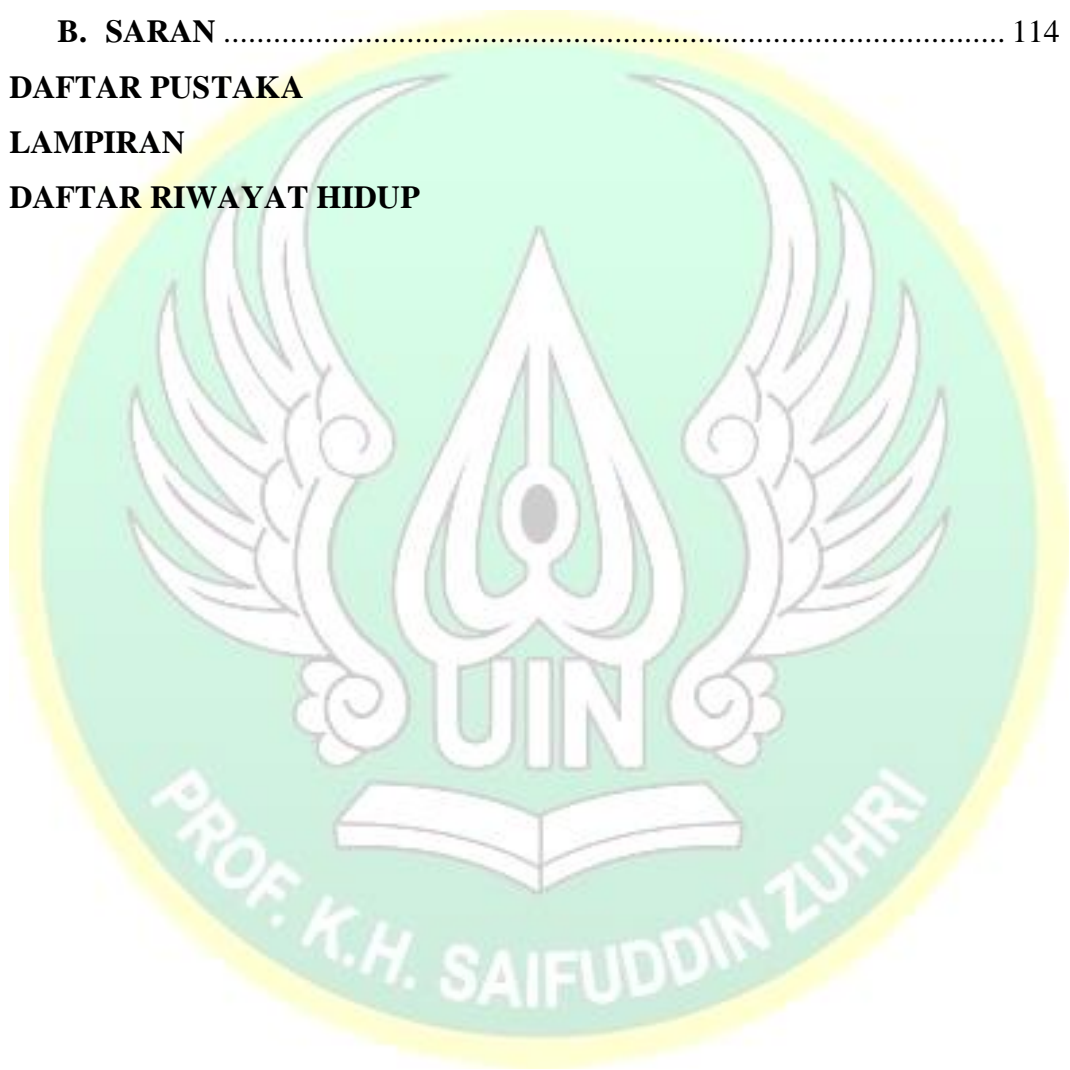 B. SARAN ............................................................................................... 114
DAFTAR PUSTAKA
LAMPIRAN
DAFTAR RIWAYAT HIDUP
UIN
PROF. K.H. SAIFUDDIN ZUHRI